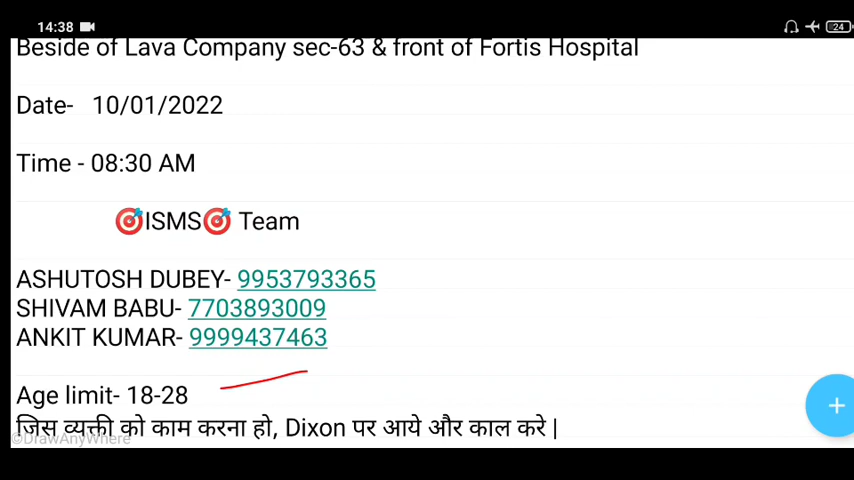 14:38
24
Beside of Lava Company sec-63 & front of Fortis Hospital
Date- 10/01/2022
Time - 08:30 AM
🎯ISMS🎯 Team
ASHUTOSH DUBEY- 9953793365
SHIVAM BABU- 7703893009
ANKIT KUMAR- 9999437463
Age limit- 18-28
जिस व्यक्ती को काम करना हो, Dixon पर आये और काल करे |
©DrawAnyWhere